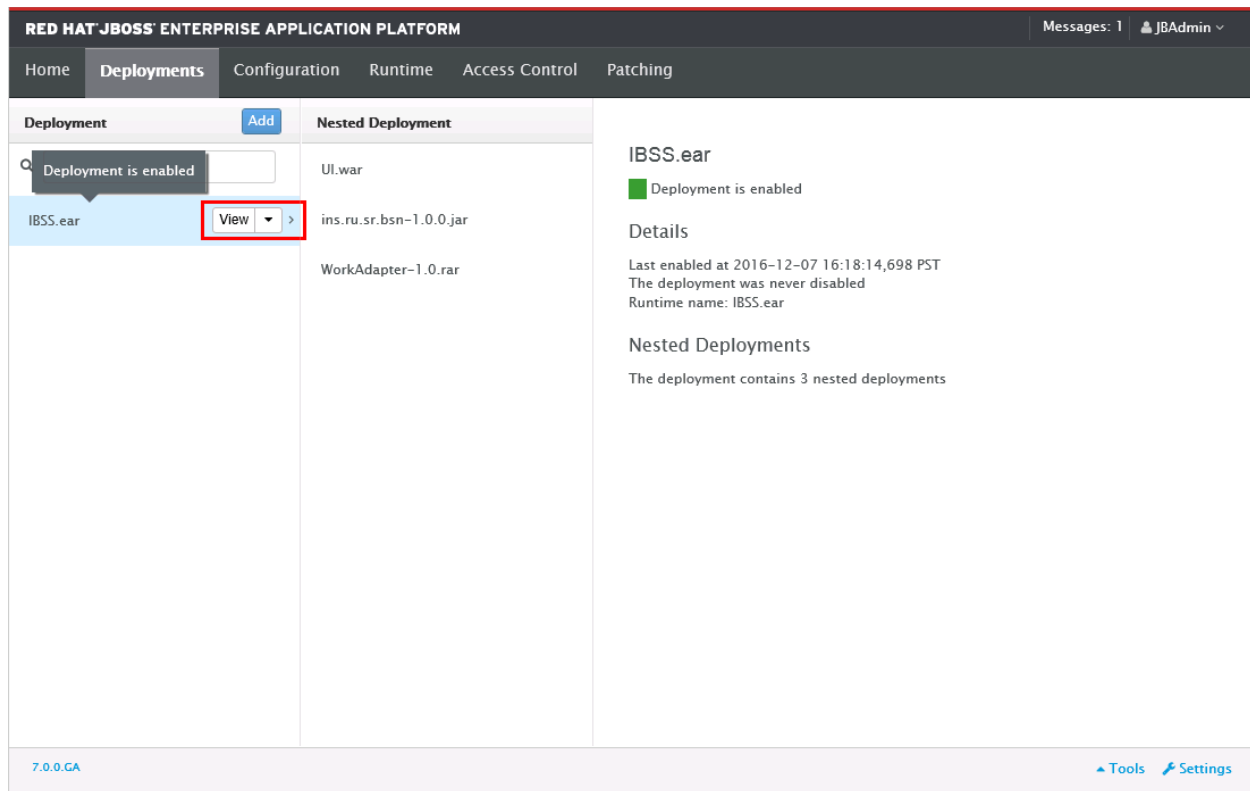 RED HAT JBOSS ENTERPRISE APPLICATION PLATFORM
Messages: 1 JBAdmin
Home Deployments Configuration Runtime Access Control Patching
Deployment Add Nested Deployment
Deployment is enabled
IBSS.ear View
UI.war
ins.ru.sr.bsn-1.0.0.jar
WorkAdapter-1.0.rar
IBSS.ear
Deployment is enabled
Details
Last enabled at 2016-12-07 16:18:14,698 PST
The deployment was never disabled
Runtime name: IBSS.ear
Nested Deployments
The deployment contains 3 nested deployments
7.0.0.GA Tools Settings